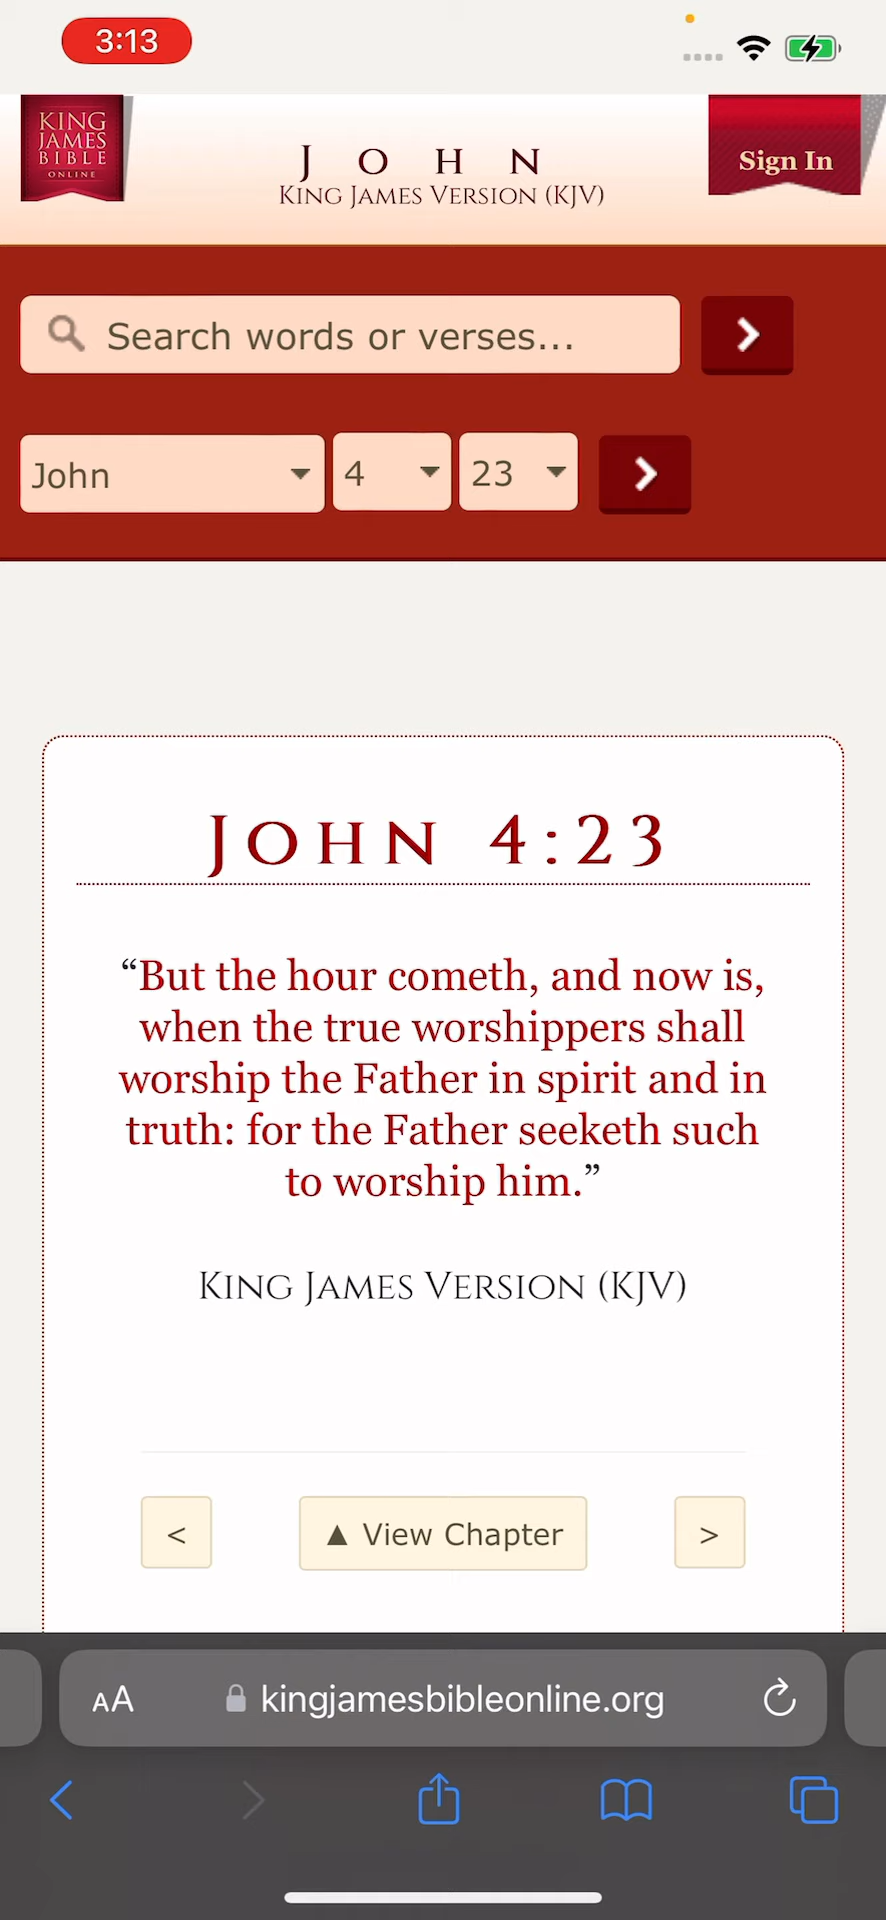 3:13
KING
JAMES
BIBLE
ONLINE
JOHN
KING JAMES VERSION (KJV)
Sign In
Search words or verses...
John 4 23
JOHN 4:23
“But the hour cometh, and now is,
when the true worshippers shall
worship the Father in spirit and in
truth: for the Father seeketh such
to worship him.”
KING JAMES VERSION (KJV)
< ▲ View Chapter >
AA kingjamesbibleonline.org